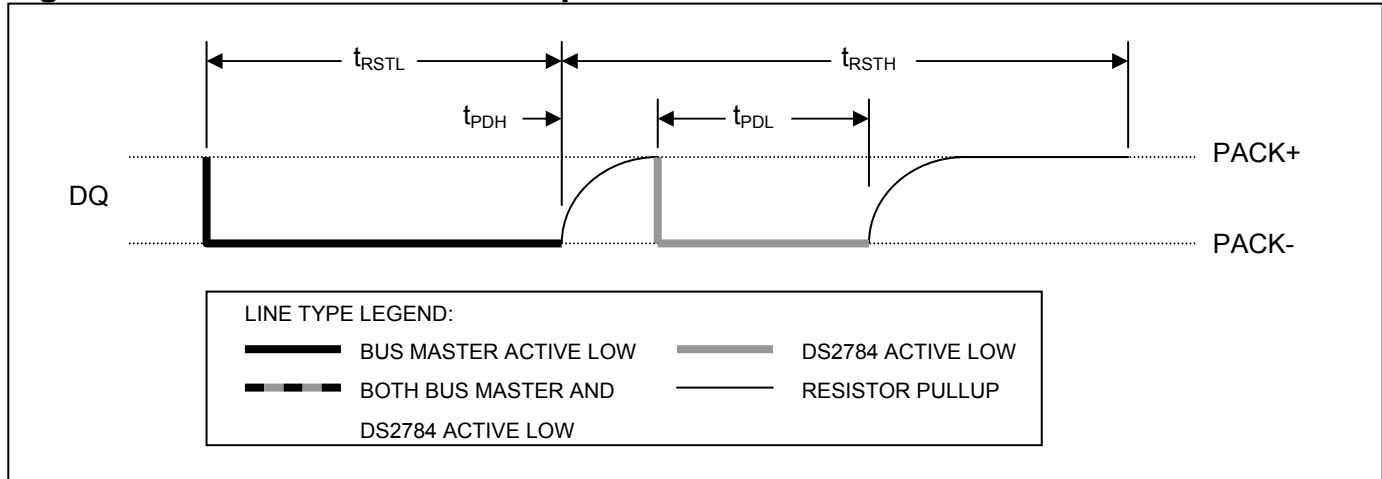 tRSTL
tRSTH
tPDH
tPDL
PACK+
DQ
PACK-
LINE TYPE LEGEND:
BUS MASTER ACTIVE LOW
DS2784 ACTIVE LOW
BOTH BUS MASTER AND
DS2784 ACTIVE LOW
RESISTOR PULLUP